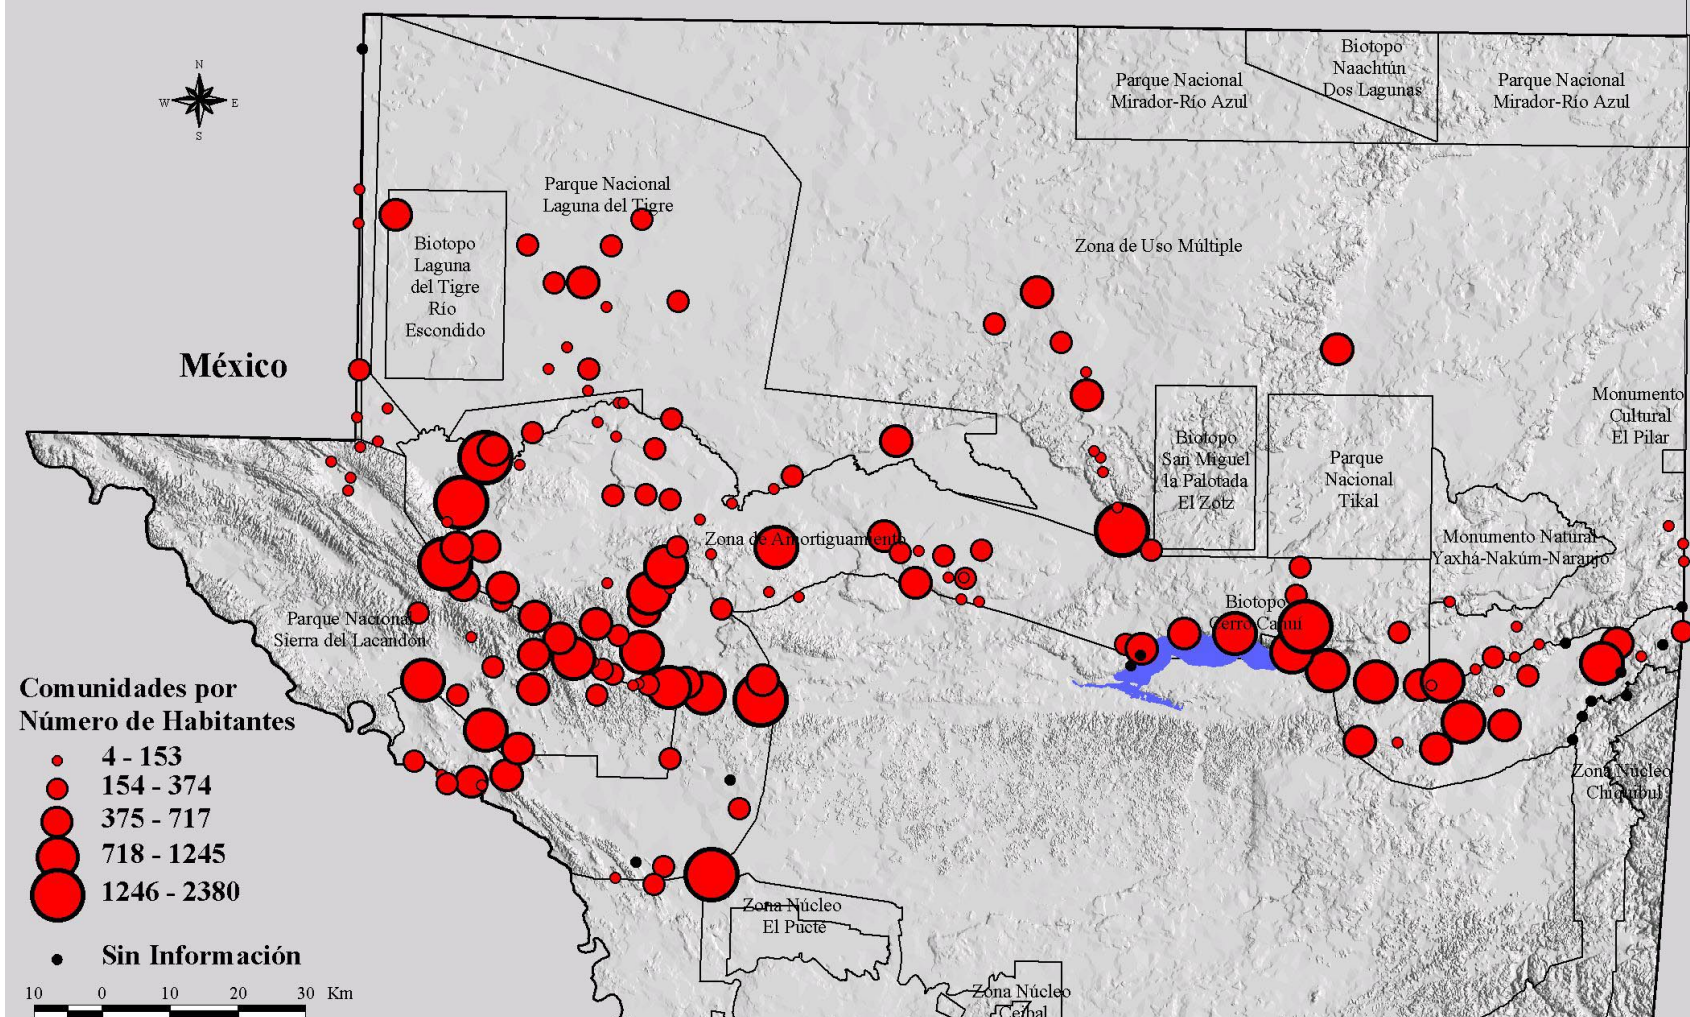 N
W
E
S
Parque Nacional
Mirador-Río Azul
Biotopo
Naachtún
Dos Lagunas
Parque Nacional
Mirador-Río Azul
Parque Nacional
Laguna del Tigre
Biotopo
Laguna
del Tigre
Río
Escondido
Zona de Uso Múltiple
México
Monumento
Cultural
El Pilar
Biotopo
San Miguel
la Palotada
El Zotz
Parque
Nacional
Tikal
Zona de Amortiguamiento
Monumento Natural
Yaxhá-Nakúm-Naranjo
Biotopo
Cerro Cahuí
Parque Nacional
Sierra del Lacandón
Zona Núcleo
Chiquibul
Zona Núcleo
El Pucté
Zona Núcleo
Ceibal
Comunidades por
Número de Habitantes
4 - 153
154 - 374
375 - 717
718 - 1245
1246 - 2380
Sin Información
10 0 10 20 30 Km